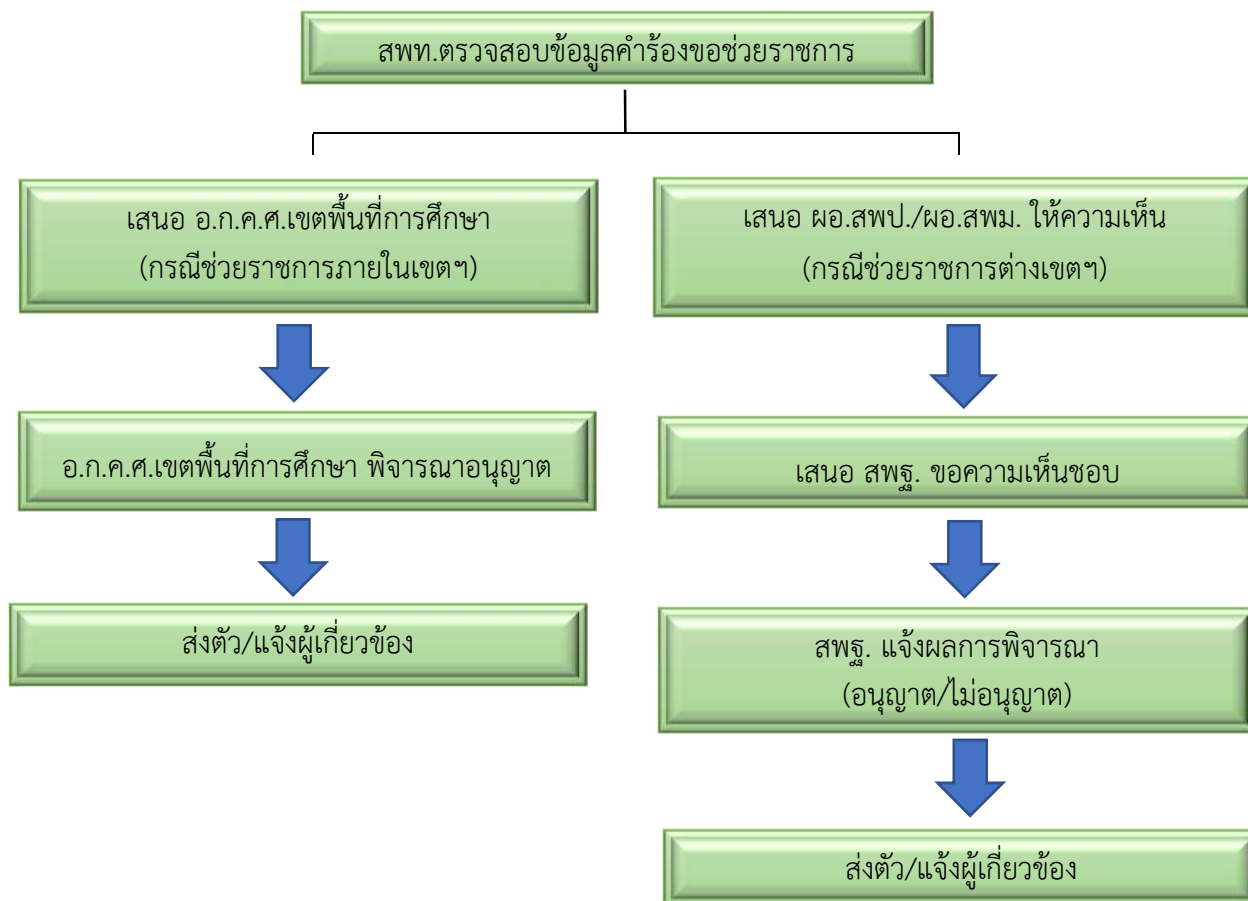 สพท.ตรวจสอบข้อมูลคำร้องขอช่วยราชการ
เสนอ อ.ก.ค.ศ.เขตพื้นที่การศึกษา
(กรณีช่วยราชการภายในเขตฯ)
อ.ก.ค.ศ.เขตพื้นที่การศึกษา พิจารณาอนุญาต
ส่งตัว/แจ้งผู้เกี่ยวข้อง
เสนอ ผอ.สพป./ผอ.สพม. ให้ความเห็น
(กรณีช่วยราชการต่างเขตฯ)
เสนอ สพฐ. ขอความเห็นชอบ
สพฐ. แจ้งผลการพิจารณา
(อนุญาต/ไม่อนุญาต)
ส่งตัว/แจ้งผู้เกี่ยวข้อง